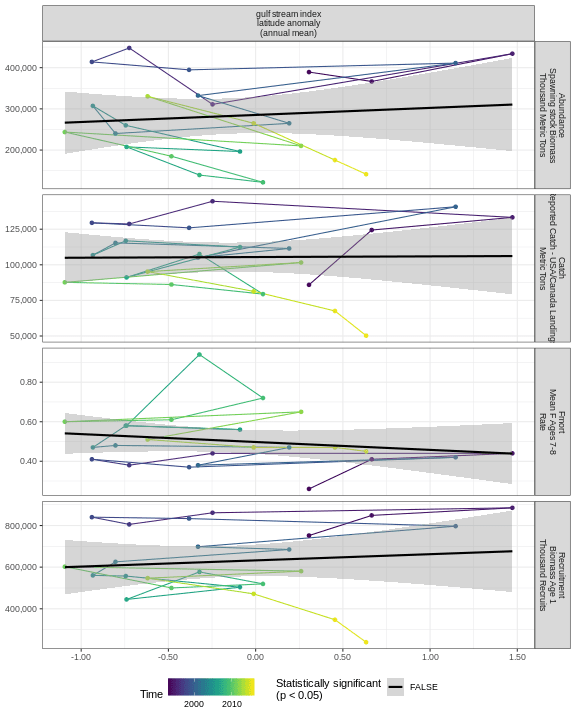 gulf stream index
latitude anomaly
(annual mean)
400,000
300,000
200,000
Abundance
Spawning stock Biomass
Thousand Metric Tons
125,000
100,000
75,000
50,000
Catch
Reported Catch - USA/Canada Landings
Metric Tons
0.80
0.60
0.40
Fmort
Mean F Ages 7-8
Rate
800,000
600,000
400,000
Recruitment
Biomass Age 1
Thousand Recruits
-1.00
-0.50
0.00
0.50
1.00
1.50
Time
2000
2010
Statistically significant
(p < 0.05)
FALSE